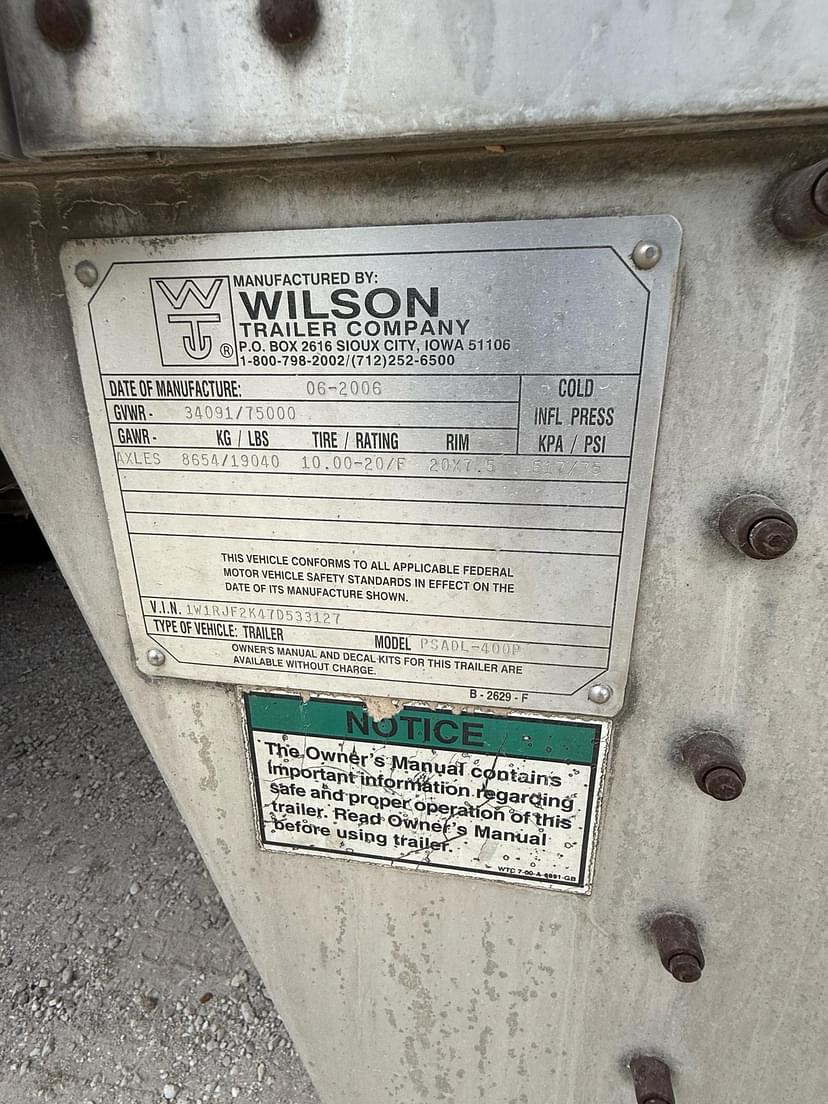 MANUFACTURED BY:
WILSON
TRAILER COMPANY
P.O. BOX 2616 SIOUX CITY, IOWA 51106
1-800-798-2002/(712)252-6500
WT ®
DATE OF MANUFACTURE: 06-2006 COLD
GVWR - 34091/75000 INFL PRESS
GAWR - KG / LBS TIRE / RATING RIM KPA / PSI
AXLES 8654/19040 10.00-20/F 20X7.5 517/75
THIS VEHICLE CONFORMS TO ALL APPLICABLE FEDERAL
MOTOR VEHICLE SAFETY STANDARDS IN EFFECT ON THE
DATE OF ITS MANUFACTURE SHOWN.
V.I.N. 1W1RJF2K47D533127
TYPE OF VEHICLE: TRAILER MODEL PSADL-400P
OWNER'S MANUAL AND DECAL KITS FOR THIS TRAILER ARE
AVAILABLE WITHOUT CHARGE.
B - 2629 - F
NOTICE
The Owner's Manual contains
important information regarding
safe and proper operation of this
trailer. Read Owner's Manual
before using trailer.